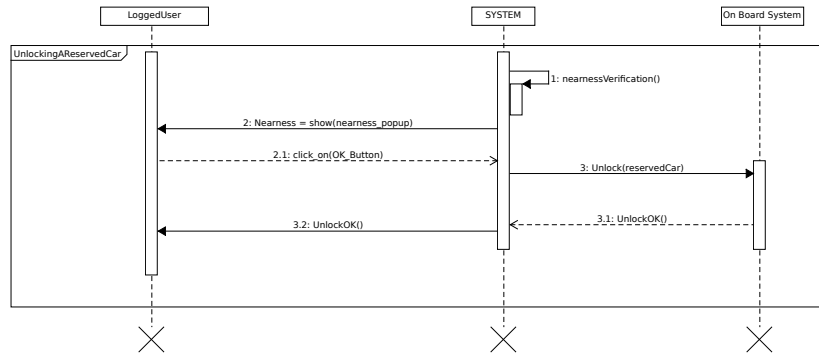 LoggedUser
SYSTEM
On Board System
UnlockingAReservedCar
1: nearnessVerification()
2: Nearness = show(nearness_popup)
2.1: click_on(OK_Button)
3: Unlock(reservedCar)
3.1: UnlockOK()
3.2: UnlockOK()